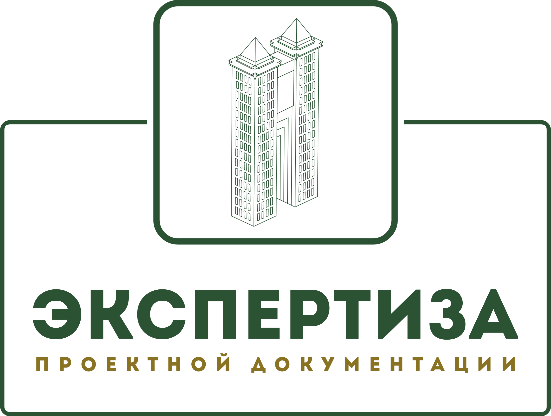 ЭКСПЕРТИЗА
ПРОЕКТНОЙ ДОКУМЕНТАЦИИ